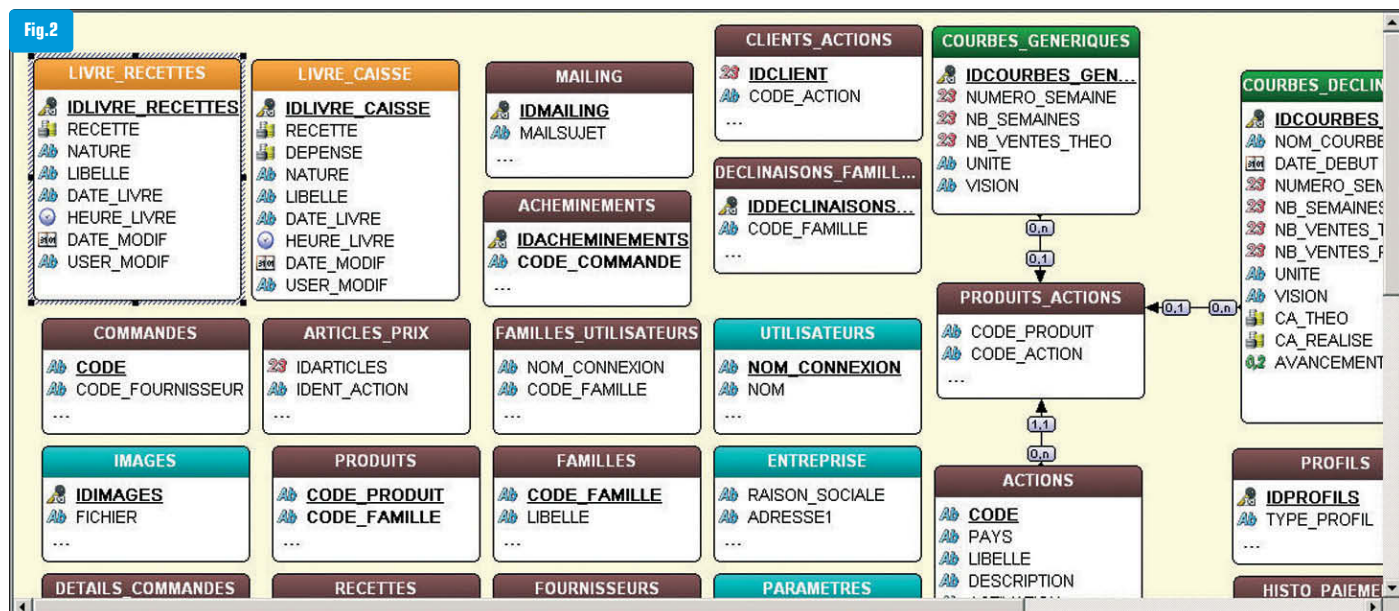 Fig.2
LIVRE_RECETTES
IDLIVRE_RECETTES
RECETTE
NATURE
LIBELLE
DATE_LIVRE
HEURE_LIVRE
DATE_MODIF
USER_MODIF
LIVRE_CAISSE
IDLIVRE_CAISSE
RECETTE
DEPENSE
NATURE
LIBELLE
DATE_LIVRE
HEURE_LIVRE
DATE_MODIF
USER_MODIF
MAILING
IDMAILING
MAILSUJET
...
ACHEMINEMENTS
IDACHEMINEMENTS
CODE_COMMANDE
...
CLIENTS_ACTIONS
IDCLIENT
CODE_ACTION
...
DECLINAISONS_FAMILL...
IDDECLINAISONS...
CODE_FAMILLE
...
COURBES_GENERIQUES
IDCOURBES_GEN...
NUMERO_SEMAINE
NB_SEMAINES
NB_VENTES_THEO
UNITE
VISION
0,n
0,1
PRODUITS_ACTIONS
CODE_PRODUIT
CODE_ACTION
...
0,1
0,n
1,1
0,n
COURBES_DECLIN
IDCOURBES_
NOM_COURBE
DATE_DEBUT
NUMERO_SEM
NB_SEMAINES
NB_VENTES_T
NB_VENTES_F
UNITE
VISION
CA_THEO
CA_REALISE
AVANCEMENT
COMMANDES
CODE
CODE_FOURNISSEUR
...
ARTICLES_PRIX
IDARTICLES
IDENT_ACTION
...
FAMILLES_UTILISATEURS
NOM_CONNEXION
CODE_FAMILLE
...
UTILISATEURS
NOM_CONNEXION
NOM
...
IMAGES
IDIMAGES
FICHIER
...
PRODUITS
CODE_PRODUIT
CODE_FAMILLE
...
FAMILLES
CODE_FAMILLE
LIBELLE
...
ENTREPRISE
RAISON_SOCIALE
ADRESSE1
...
ACTIONS
CODE
PAYS
LIBELLE
DESCRIPTION
PROFILS
IDPROFILS
TYPE_PROFIL
...
DETAILS_COMMANDES
RECETTES
FOURNISSEURS
PARAMETRES
HISTO_PAIEME